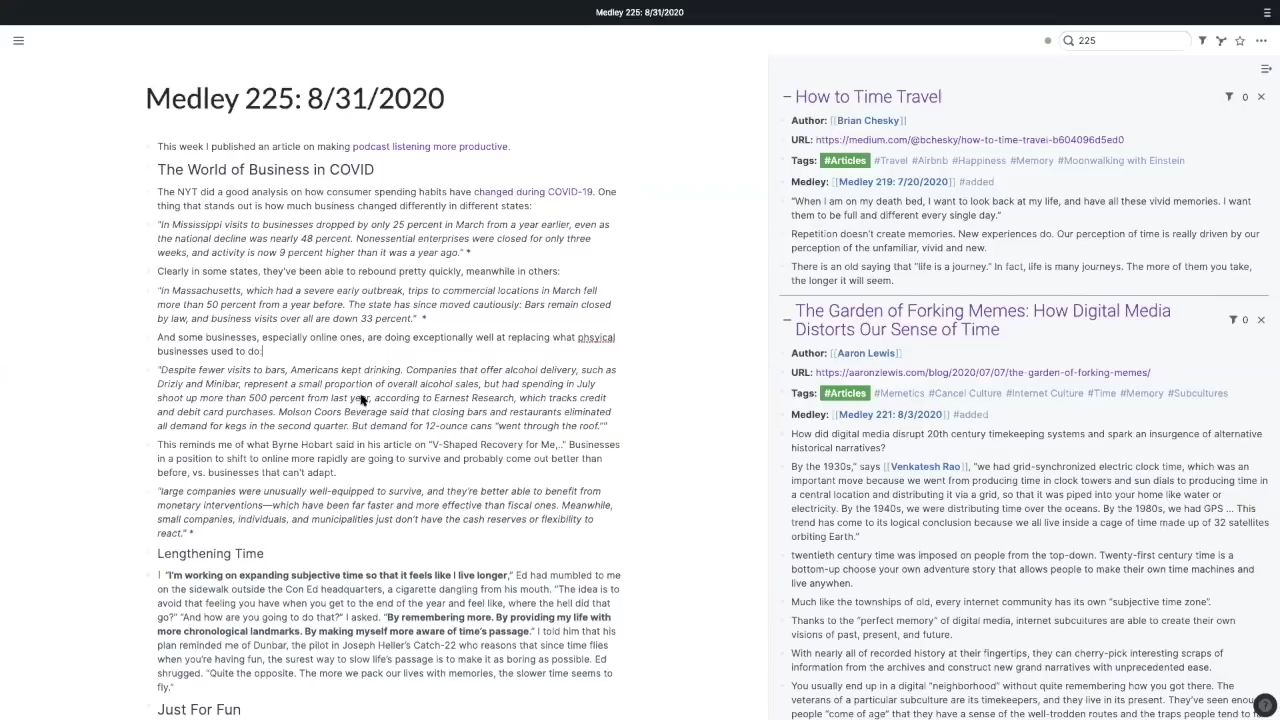 Medley 225: 8/31/2020
225
Medley 225: 8/31/2020
This week I published an article on making podcast listening more productive.
The World of Business in COVID
The NYT did a good analysis on how consumer spending habits have changed during COVID-19. One
thing that stands out is how much business changed differently in different states:
"In Mississippi visits to businesses dropped by only 25 percent in March from a year earlier, even as
the national decline was nearly 48 percent. Nonessential enterprises were closed for only three
weeks, and activity is now 9 percent higher than it was a year ago." *
Clearly in some states, they've been able to rebound pretty quickly, meanwhile in others:
"in Massachusetts, which had a severe early outbreak, trips to commercial locations in March fell
more than 50 percent from a year before. The state has since moved cautiously: Bars remain closed
by law, and business visits over all are down 33 percent." *
And some businesses, especially online ones, are doing exceptionally well at replacing what phsyical
businesses used to do:
"Despite fewer visits to bars, Americans kept drinking. Companies that offer alcohol delivery, such as
Drizly and Minibar, represent a small proportion of overall alcohol sales, but had spending in July
shoot up more than 500 percent from last year, according to Earnest Research, which tracks credit
and debit card purchases. Molson Coors Beverage said that closing bars and restaurants eliminated
all demand for kegs in the second quarter. But demand for 12-ounce cans "went through the roof.""
This reminds me of what Byrne Hobart said in his article on "V-Shaped Recovery for Me,.." Businesses
in a position to shift to online more rapidly are going to survive and probably come out better than
before, vs. businesses that can't adapt.
"large companies were unusually well-equipped to survive, and they're better able to benefit from
monetary interventions—which have been far faster and more effective than fiscal ones. Meanwhile,
small companies, individuals, and municipalities just don't have the cash reserves or flexibility to
react." *
Lengthening Time
"I'm working on expanding subjective time so that it feels like I live longer," Ed had mumbled to me
on the sidewalk outside the Con Ed headquarters, a cigarette dangling from his mouth. "The idea is to
avoid that feeling you have when you get to the end of the year and feel like, where the hell did that
go?" "And how are you going to do that?" I asked. "By remembering more. By providing my life with
more chronological landmarks. By making myself more aware of time's passage." I told him that his
plan reminded me of Dunbar, the pilot in Joseph Heller's Catch-22 who reasons that since time flies
when you're having fun, the surest way to slow life's passage is to make it as boring as possible. Ed
shrugged. "Quite the opposite. The more we pack our lives with memories, the slower time seems to
fly."
Just For Fun
How to Time Travel
0
Author: [[Brian Chesky]]
URL: https://medium.com/@bchesky/how-to-time-travel-b604096d5ed0
Tags: #Articles #Travel #Airbnb #Happiness #Memory #Moonwalking with Einstein
Medley: [[Medley 219: 7/20/2020]] #added
"When I am on my death bed, I want to look back at my life, and have all these vivid memories. I want
them to be full and different every single day."
Repetition doesn't create memories. New experiences do. Our perception of time is really driven by our
perception of the unfamiliar, vivid and new.
There is an old saying that "life is a journey." In fact, life is many journeys. The more of them you take,
the longer it will seem.
The Garden of Forking Memes: How Digital Media
Distorts Our Sense of Time
0
Author: [[Aaron Lewis]]
URL: https://aaronzlewis.com/blog/2020/07/07/the-garden-of-forking-memes/
Tags: #Articles #Memetics #Cancel Culture #Internet Culture #Time #Memory #Subcultures
Medley: [[Medley 221: 8/3/2020]] #added
How did digital media disrupt 20th century timekeeping systems and spark an insurgence of alternative
historical narratives?
By the 1930s," says [[Venkatesh Rao]], "we had grid-synchronized electric clock time, which was an
important move because we went from producing time in clock towers and sun dials to producing time in
a central location and distributing it via a grid, so that it was piped into your home like water or
electricity. By the 1940s, we were distributing time over the oceans. By the 1980s, we had GPS ... This
trend has come to its logical conclusion because we all live inside a cage of time made up of 32 satellites
orbiting Earth."
twentieth century time was imposed on people from the top-down. Twenty-first century time is a
bottom-up choose your own adventure story that allows people to make their own time machines and
live anywhen.
Much like the townships of old, every internet community has its own "subjective time zone".
Thanks to the "perfect memory" of digital media, internet subcultures are able to create their own
visions of past, present, and future.
With nearly all of recorded history at their fingertips, they can cherry-pick interesting scraps of
information from the archives and construct new grand narratives with unprecedented ease.
You usually end up in a digital "neighborhood" without quite remembering how you got there. The
veterans of a particular subculture are its timekeepers, and they live in its present. They've seen enou
people "come of age" that they have a sense of the well-trodden routes and the traps people tend to